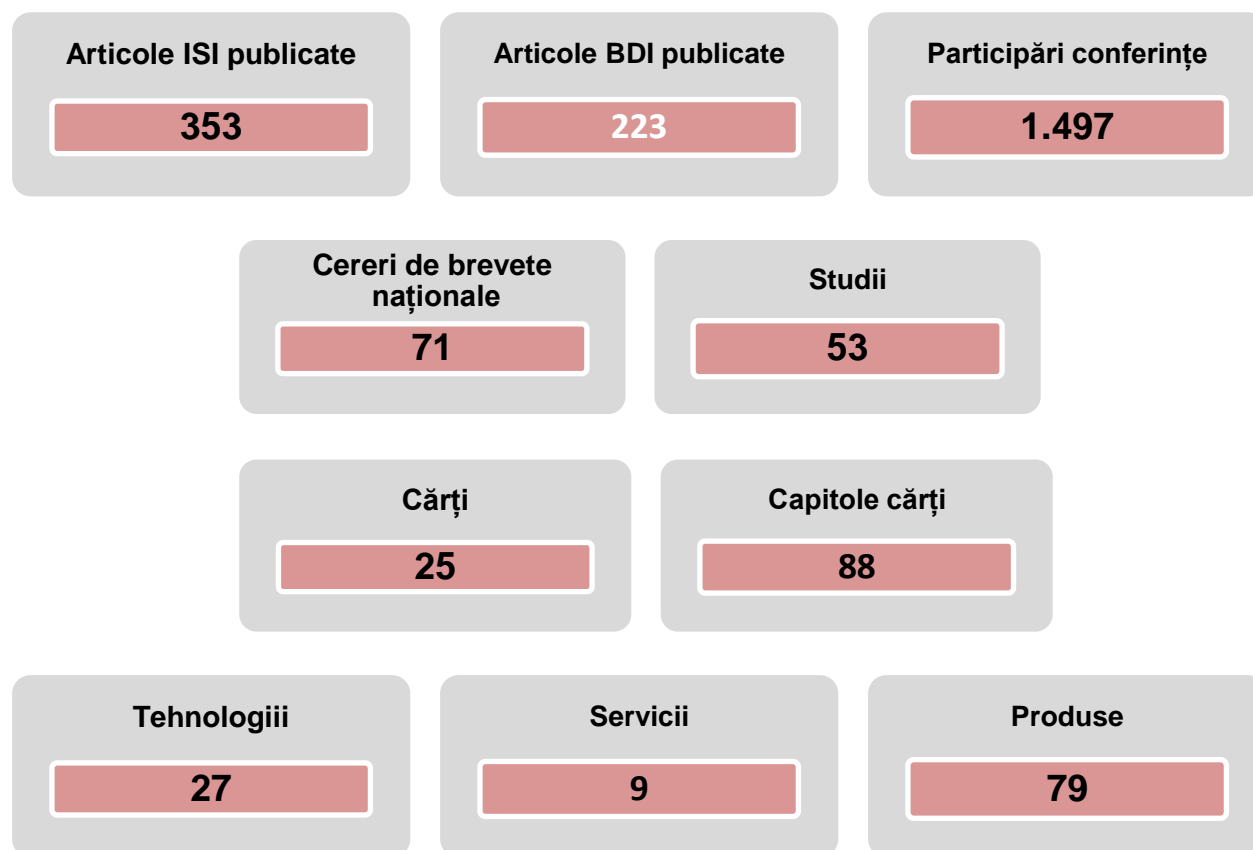 Articole ISI publicate
353
Articole BDI publicate
223
Participări conferințe
1.497
Cereri de brevete
naționale
71
Studii
53
Cărți
25
Capitole cărți
88
Tehnologiii
27
Servicii
9
Produse
79